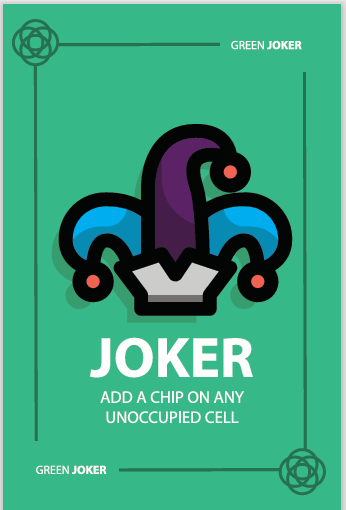 GREEN JOKER
JOKER
ADD A CHIP ON ANY
UNOCCUPIED CELL
GREEN JOKER